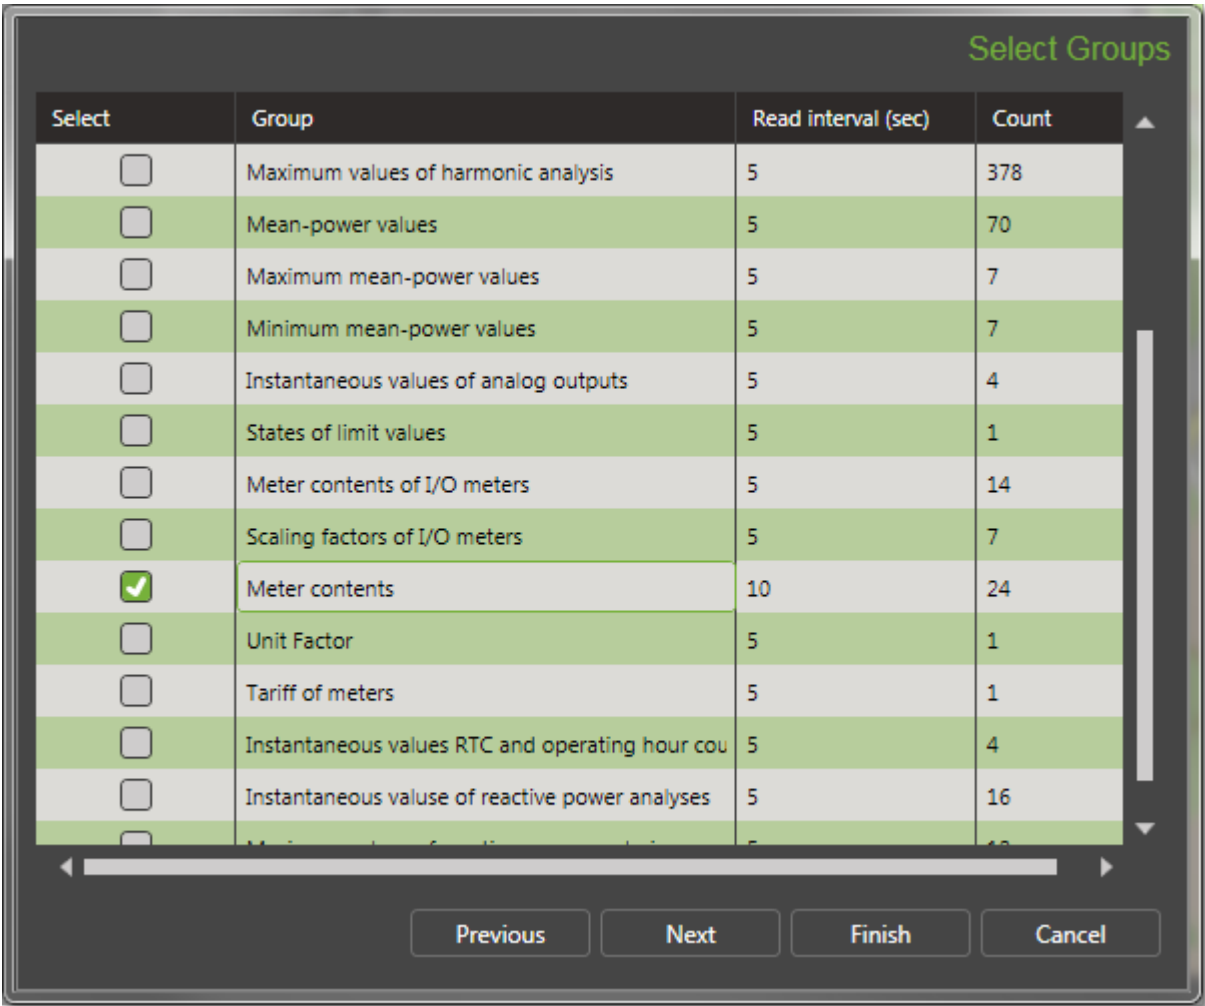 Select Groups
Select Group Read interval (sec) Count
Maximum values of harmonic analysis 5 378
Mean-power values 5 70
Maximum mean-power values 5 7
Minimum mean-power values 5 7
Instantaneous values of analog outputs 5 4
States of limit values 5 1
Meter contents of I/O meters 5 14
Scaling factors of I/O meters 5 7
Meter contents 10 24
Unit Factor 5 1
Tariff of meters 5 1
Instantaneous values RTC and operating hour cou 5 4
Instantaneous valuse of reactive power analyses 5 16
Previous Next Finish Cancel